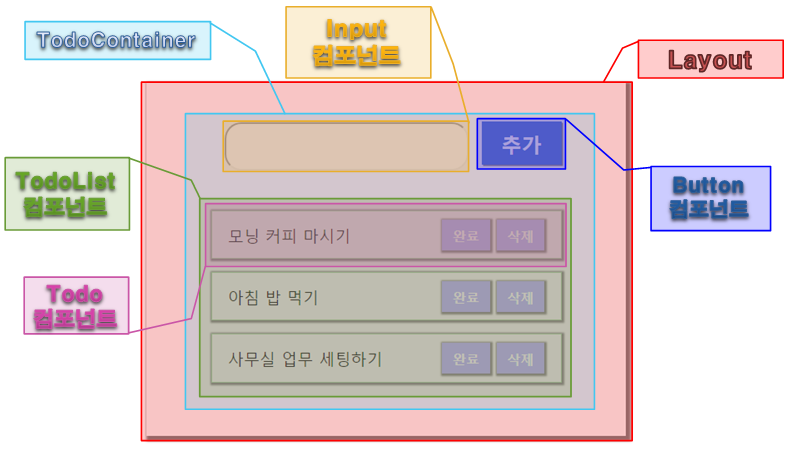 TodoContainer
Input
컴포넌트
Layout
추가
TodoList
컴포넌트
Button
컴포넌트
모닝 커피 마시기
완료
삭제
Todo
컴포넌트
아침 밥 먹기
완료
삭제
사무실 업무 세팅하기
완료
삭제